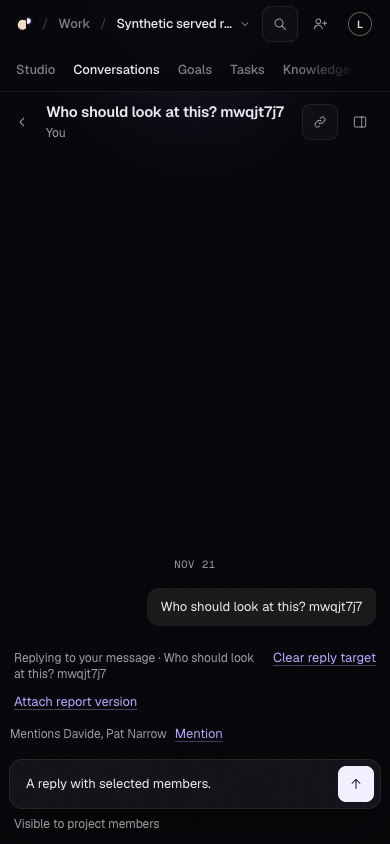 / Work / Synthetic served r... L
Studio Conversations Goals Tasks Knowledge
Who should look at this? mwqjt7j7
You
NOV 21
Who should look at this? mwqjt7j7
Replying to your message · Who should look at this? mwqjt7j7
Clear reply target
Attach report version
Mentions Davide, Pat Narrow Mention
A reply with selected members.
Visible to project members